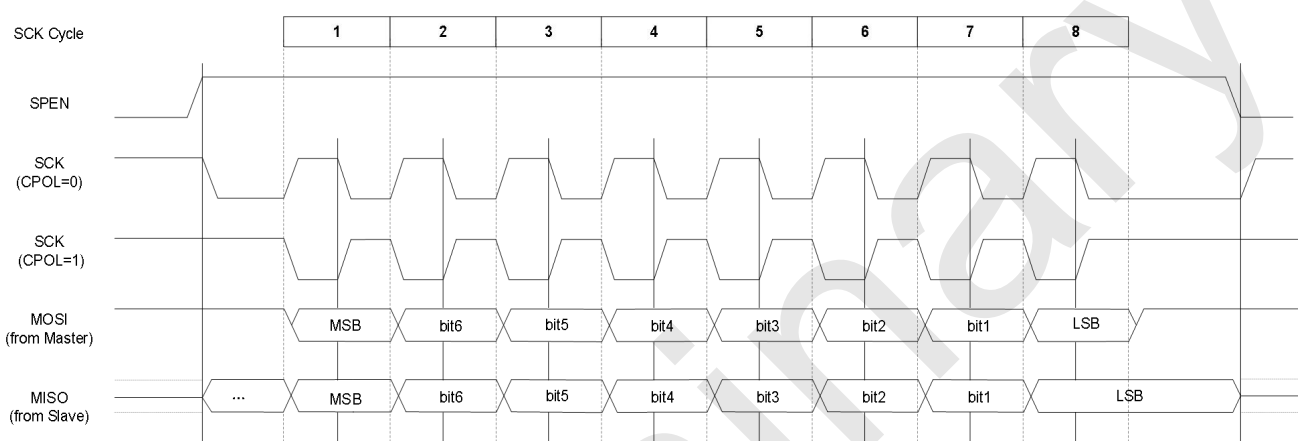 SCK Cycle 1 2 3 4 5 6 7 8
SPEN
SCK
(CPOL=0)
SCK
(CPOL=1)
MOSI
(from Master)
MSB bit6 bit5 bit4 bit3 bit2 bit1 LSB
MISO
(from Slave)
... MSB bit6 bit5 bit4 bit3 bit2 bit1 LSB
inary